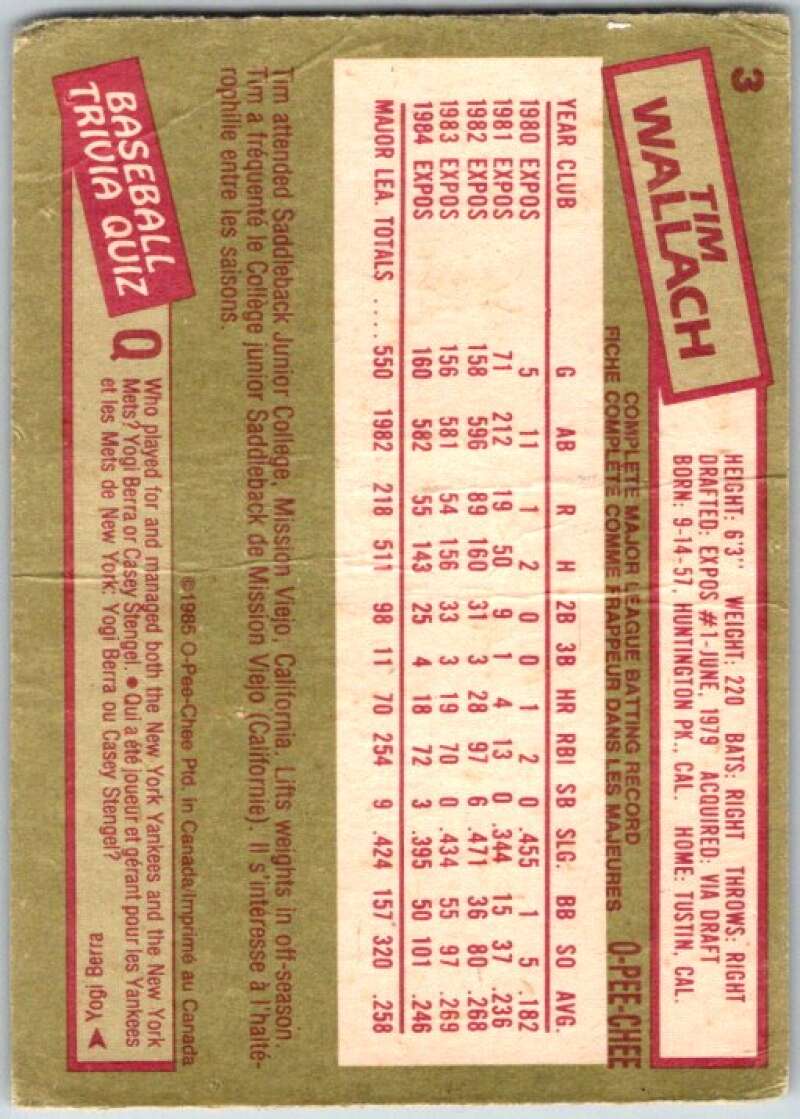 3
TIM
WALLACH
HEIGHT: 6'3" WEIGHT: 220 BATS: RIGHT THROWS: RIGHT
DRAFTED: EXPOS #1-JUNE, 1979 ACQUIRED: VIA DRAFT
BORN: 9-14-57, HUNTINGTON PK., CAL. HOME: TUSTIN, CAL.
COMPLETE MAJOR LEAGUE BATTING RECORD
FICHE COMPLÈTE COMME FRAPPEUR DANS LES MAJEURES
O-PEE-CHEE
YEAR CLUB G AB R H 2B 3B HR RBI SB SLG. BB SO AVG.
1980 EXPOS 5 11 1 2 0 0 1 2 0 .455 1 5 .182
1981 EXPOS 71 212 19 50 9 1 4 13 0 .344 15 37 .236
1982 EXPOS 158 596 89 160 31 3 28 97 6 .471 36 80 .268
1983 EXPOS 156 581 54 156 33 3 19 70 0 .434 55 97 .269
1984 EXPOS 160 582 55 143 25 4 18 72 3 .395 50 101 .246
MAJOR LEA. TOTALS .... 550 1982 218 511 98 11 70 254 9 .424 157 320 .258
Tim attended Saddleback Junior College, Mission Viejo, California. Lifts weights in off-season.
Tim a fréquenté le Collège junior Saddleback de Mission Viejo (Californie). Il s'intéresse à l'halté-
rophilie entre les saisons.
©1985 O-Pee-Chee Ptd. in Canada/Imprimé au Canada
BASEBALL
TRIVIA QUIZ
Q
Who played for and managed both the New York Yankees and the New York
Mets? Yogi Berra or Casey Stengel. ● Qui a été joueur et gérant pour les Yankees
et les Mets de New York: Yogi Berra ou Casey Stengel?
Yogi Berra